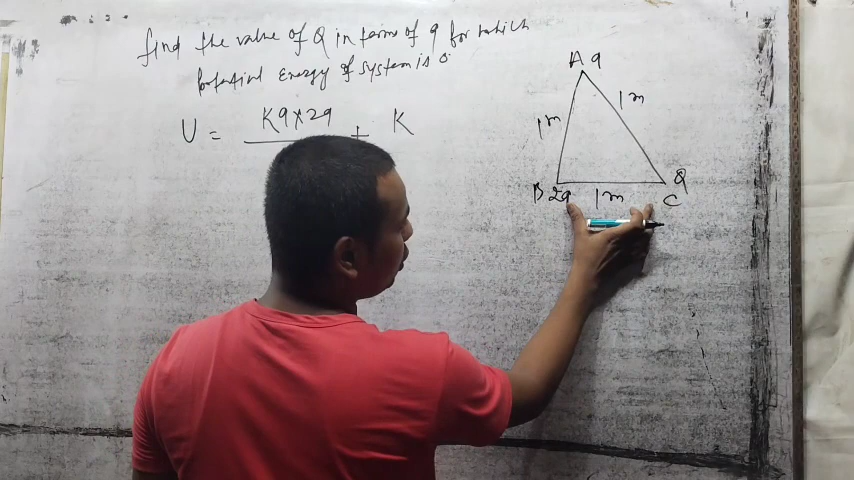 find the value of Q in terms of q for which
potential Energy of system is 0
U = Kq×2q + K
A q
1m 1m
B 2q 1m Q
C